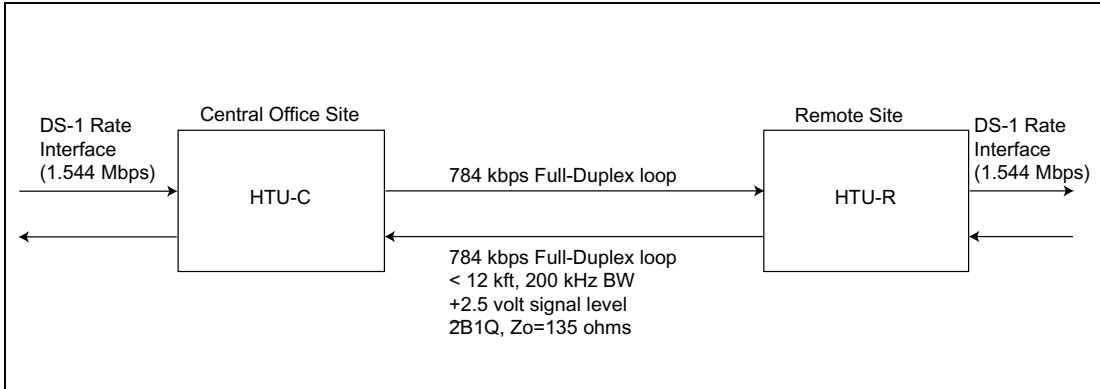 Central Office Site
Remote Site
DS-1 Rate
Interface
(1.544 Mbps)
HTU-C
784 kbps Full-Duplex loop
HTU-R
DS-1 Rate
Interface
(1.544 Mbps)
784 kbps Full-Duplex loop
< 12 kft, 200 kHz BW
+2.5 volt signal level
2B1Q, Zo=135 ohms